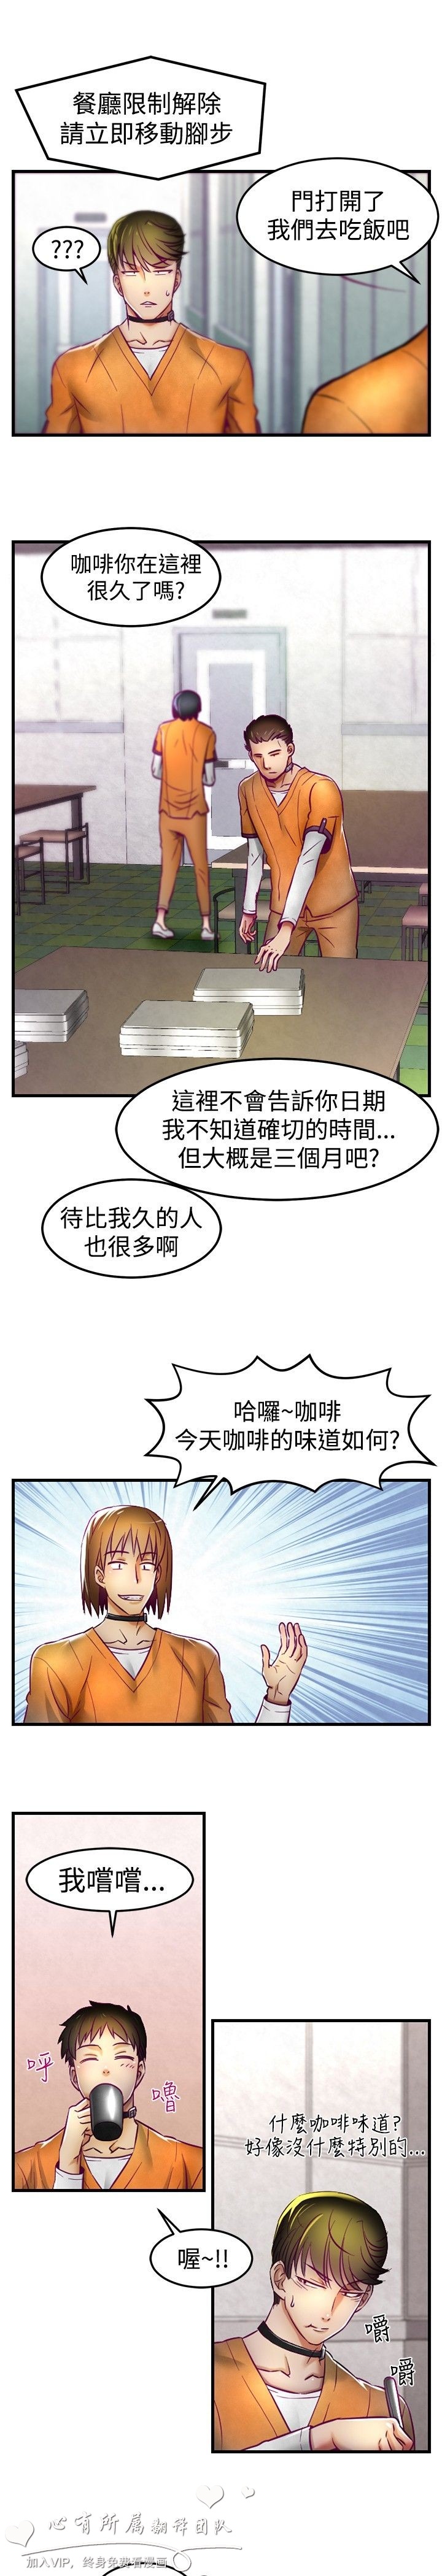 餐廳限制解除
請立即移動腳步
門打開了
我們去吃飯吧
???
咖啡你在這裡
很久了嗎?
這裡不會告訴你日期
我不知道確切的時間...
但大概是三個月吧?
待比我久的人
也很多啊
哈囉~咖啡
今天咖啡的味道如何?
我嚐嚐...
呼
嚕
什麼咖啡味道?
好像沒什麼特別的...
喔~!!
嚼
嚼
心有所屬翻译团队
加入VIP，终身免费看漫画